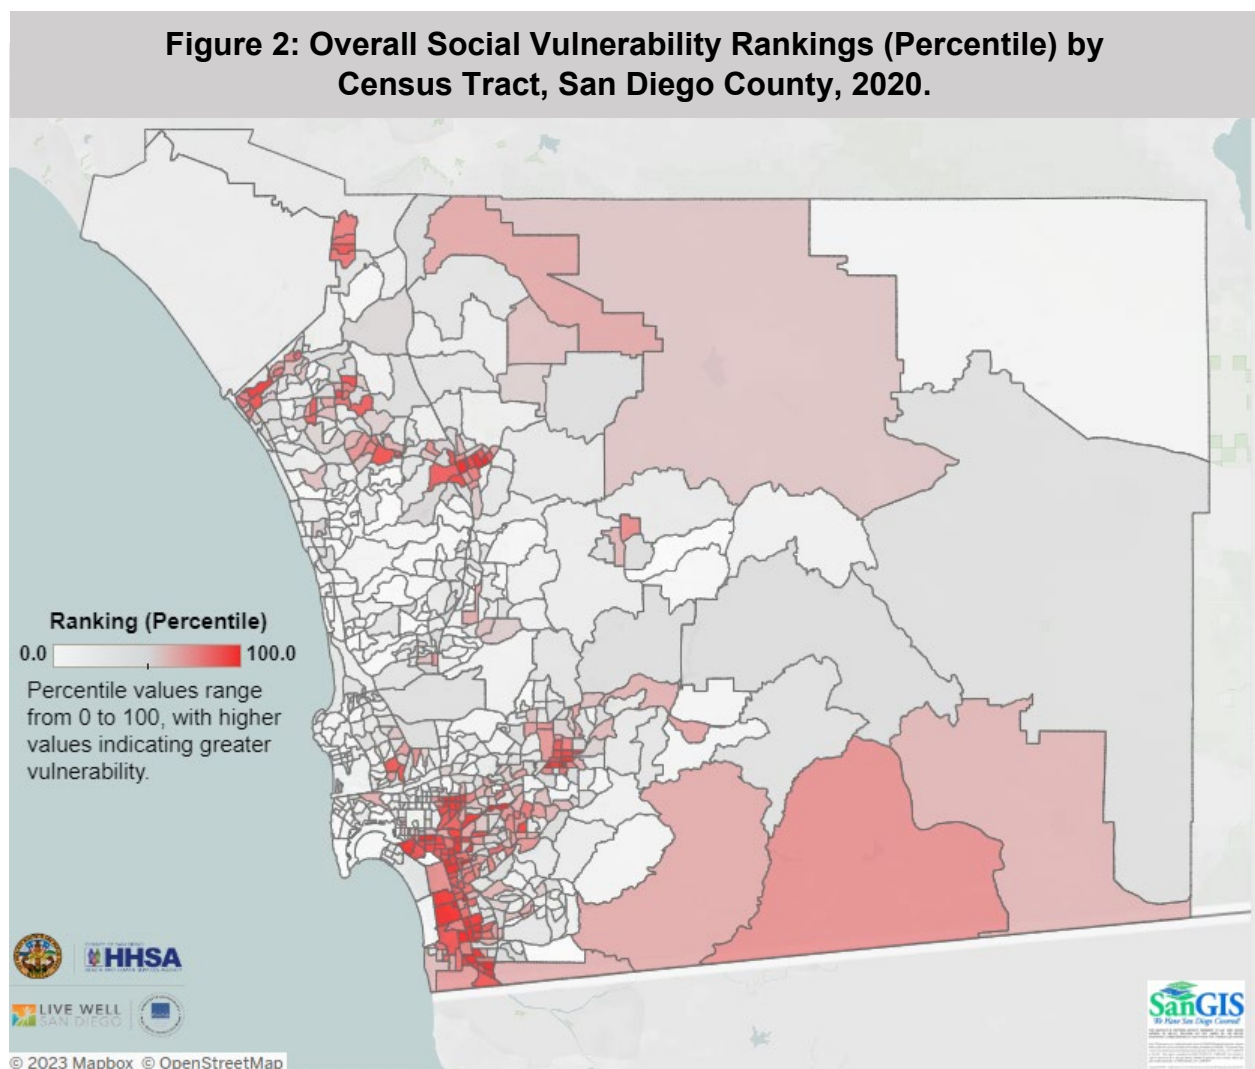 Figure 2: Overall Social Vulnerability Rankings (Percentile) by
Census Tract, San Diego County, 2020.
Ranking (Percentile)
0.0
100.0
Percentile values range
from 0 to 100, with higher
values indicating greater
vulnerability.
HHSA
LIVE WELL
SAN DIEGO
SanGIS
We Have San Diego Covered!
© 2023 Mapbox © OpenStreetMap